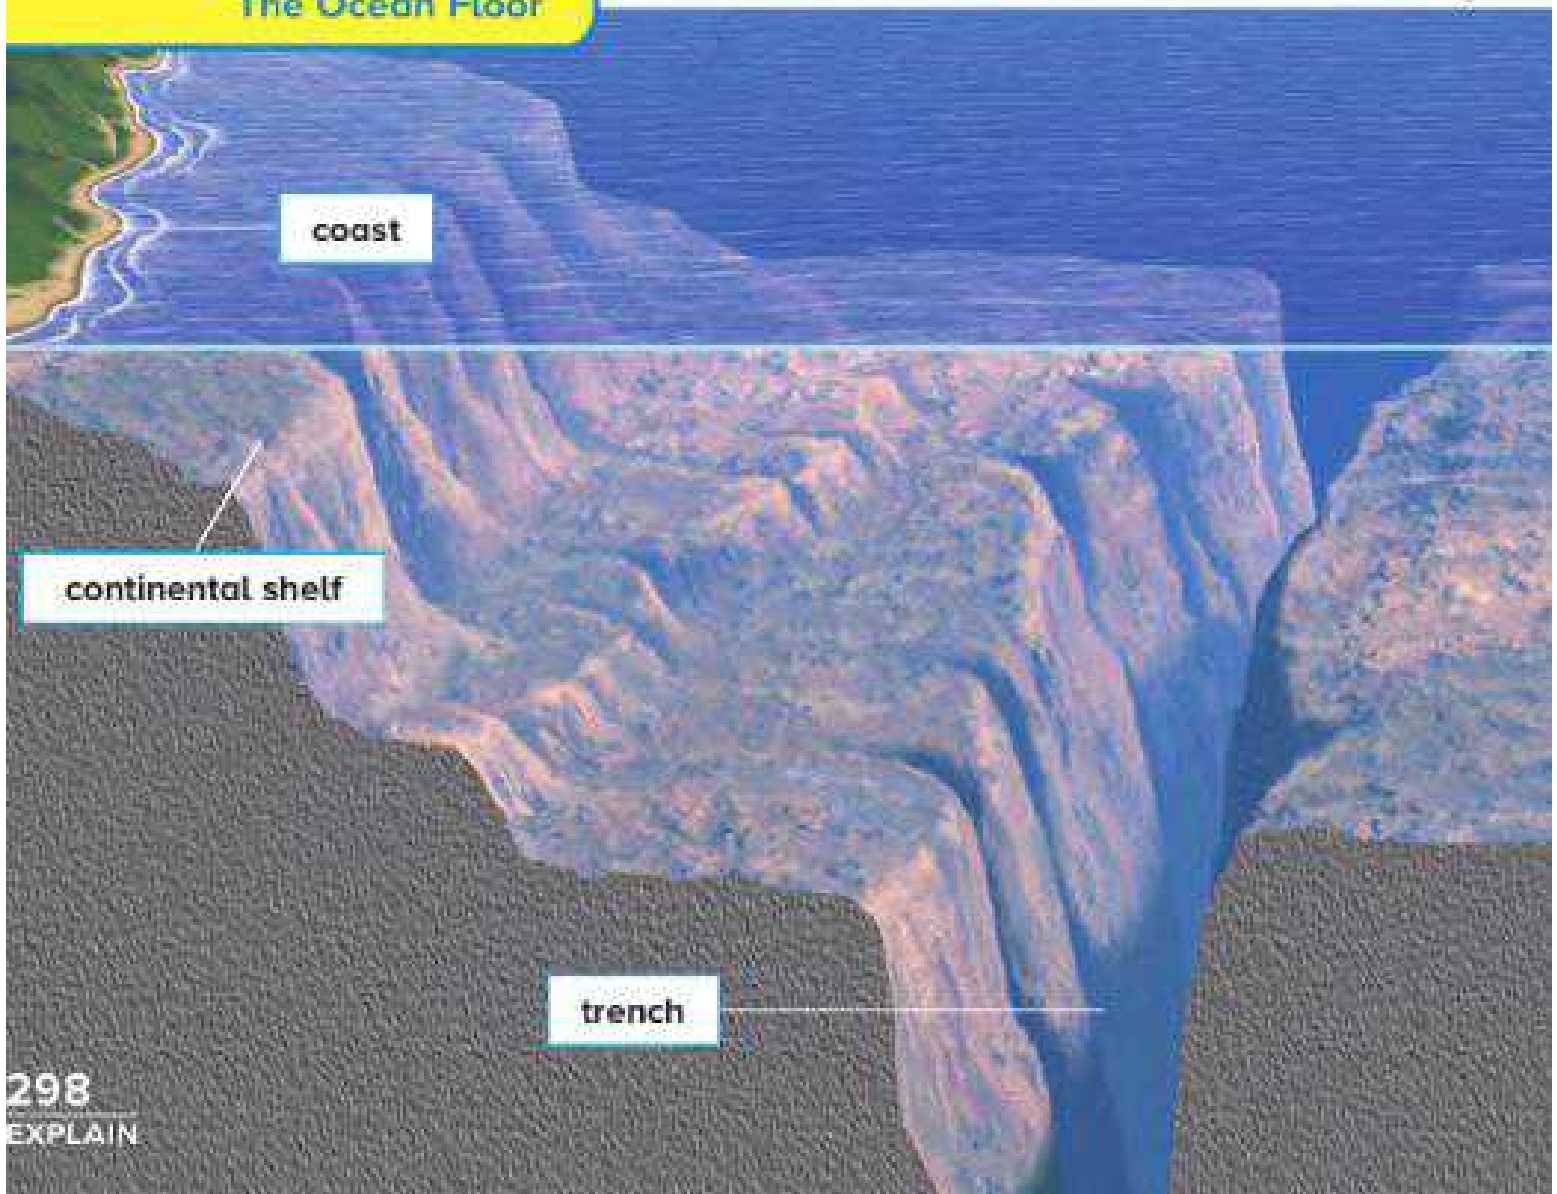 The Ocean Floor
coast
continental shelf
trench
298
EXPLAIN